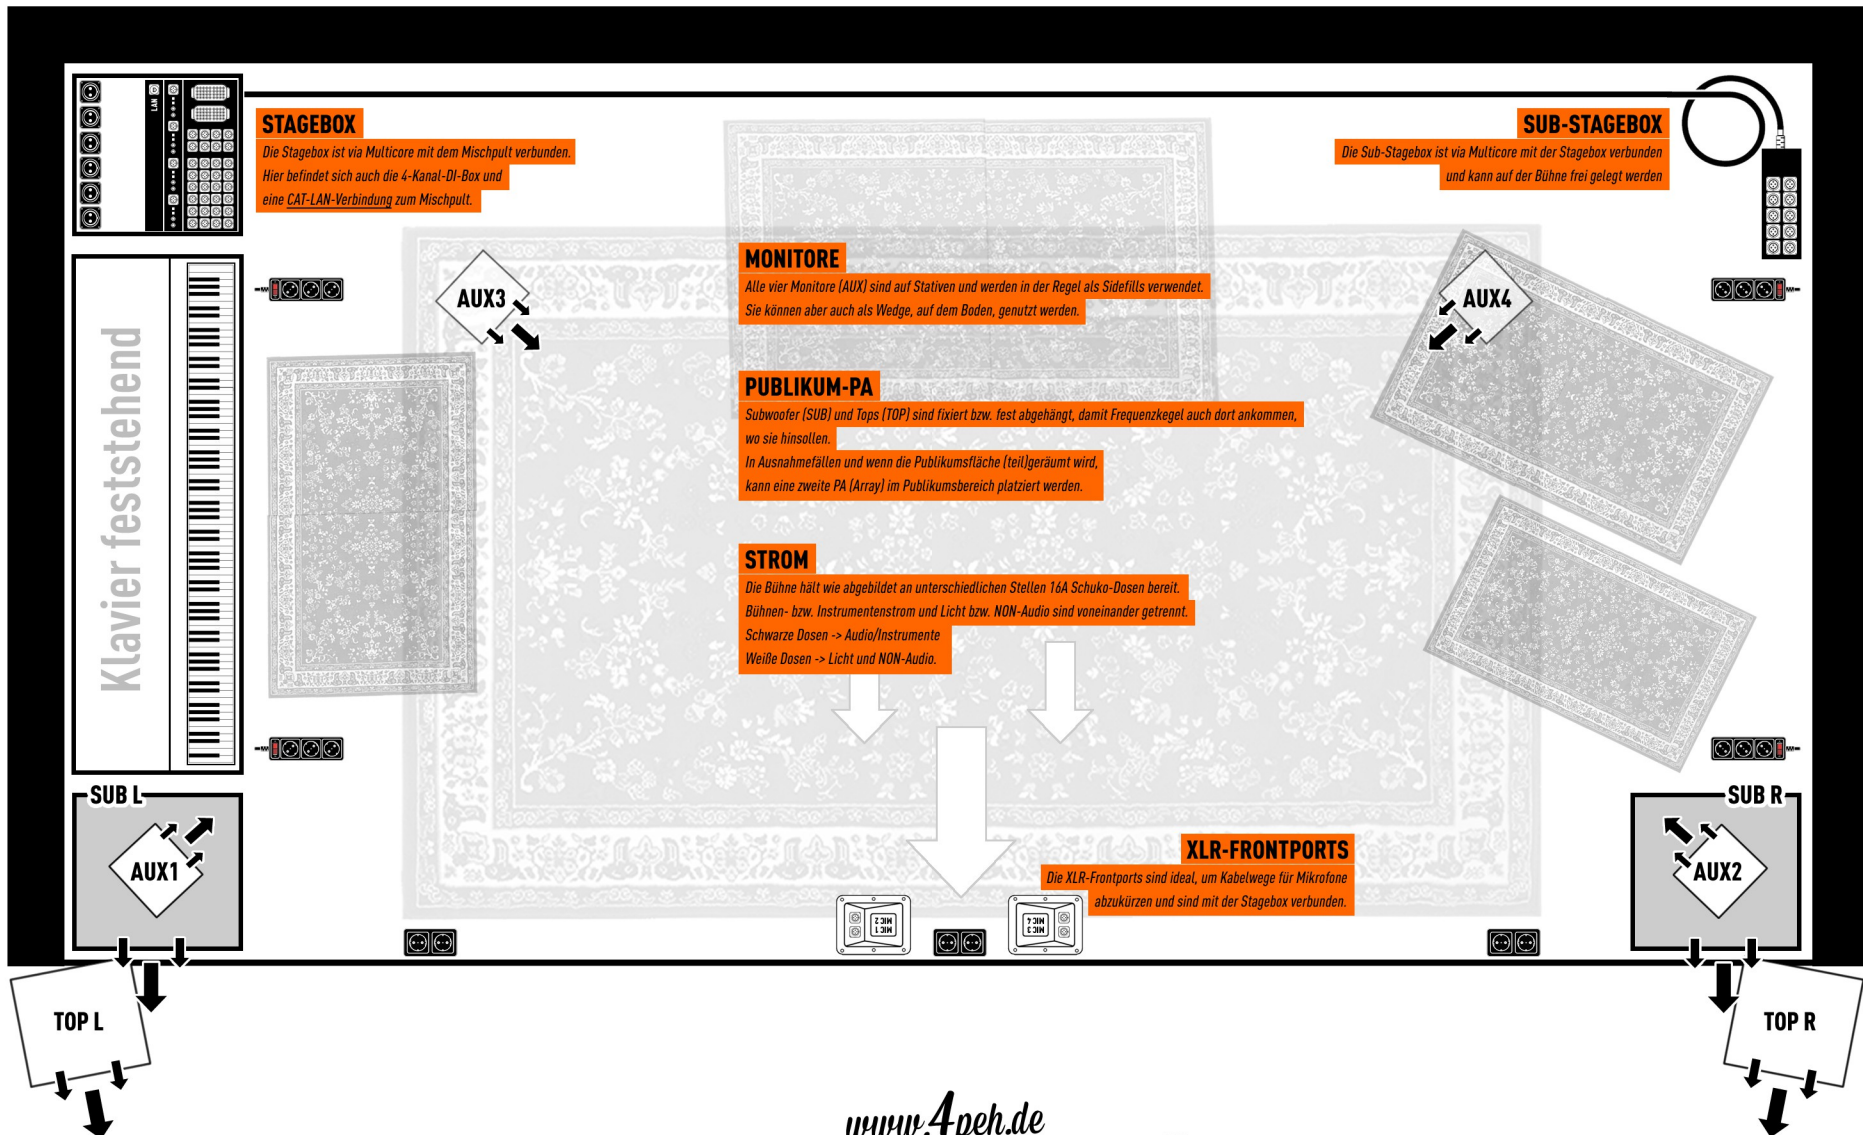 LAN
STAGEBOX
Die Stagebox ist via Multicore mit dem Mischpult verbunden.
Hier befindet sich auch die 4-Kanal-DI-Box und
eine CAT-LAN-Verbindung zum Mischpult.
SUB-STAGEBOX
Die Sub-Stagebox ist via Multicore mit der Stagebox verbunden
und kann auf der Bühne frei gelegt werden
Klavier feststehend
AUX3
MONITORE
Alle vier Monitore (AUX) sind auf Stativen und werden in der Regel als Sidefills verwendet.
Sie können aber auch als Wedge, auf dem Boden, genutzt werden.
AUX4
PUBLIKUM-PA
Subwoofer (SUB) und Tops (TOP) sind fixiert bzw. fest abgehängt, damit Frequenzkegel auch dort ankommen,
wo sie hinsollen.
In Ausnahmefällen und wenn die Publikumsfläche (teil)geräumt wird,
kann eine zweite PA (Array) im Publikumsbereich platziert werden.
STROM
Die Bühne hält wie abgebildet an unterschiedlichen Stellen 16A Schuko-Dosen bereit.
Bühnen- bzw. Instrumentenstrom und Licht bzw. NON-Audio sind voneinander getrennt.
Schwarze Dosen -> Audio/Instrumente
Weiße Dosen -> Licht und NON-Audio.
SUB L
AUX1
SUB R
AUX2
XLR-FRONTPORTS
Die XLR-Frontports sind ideal, um Kabelwege für Mikrofone
abzukürzen und sind mit der Stagebox verbunden.
MIC 1
MIC 2
MIC 3
MIC 4
TOP L
TOP R
www.4peh.de